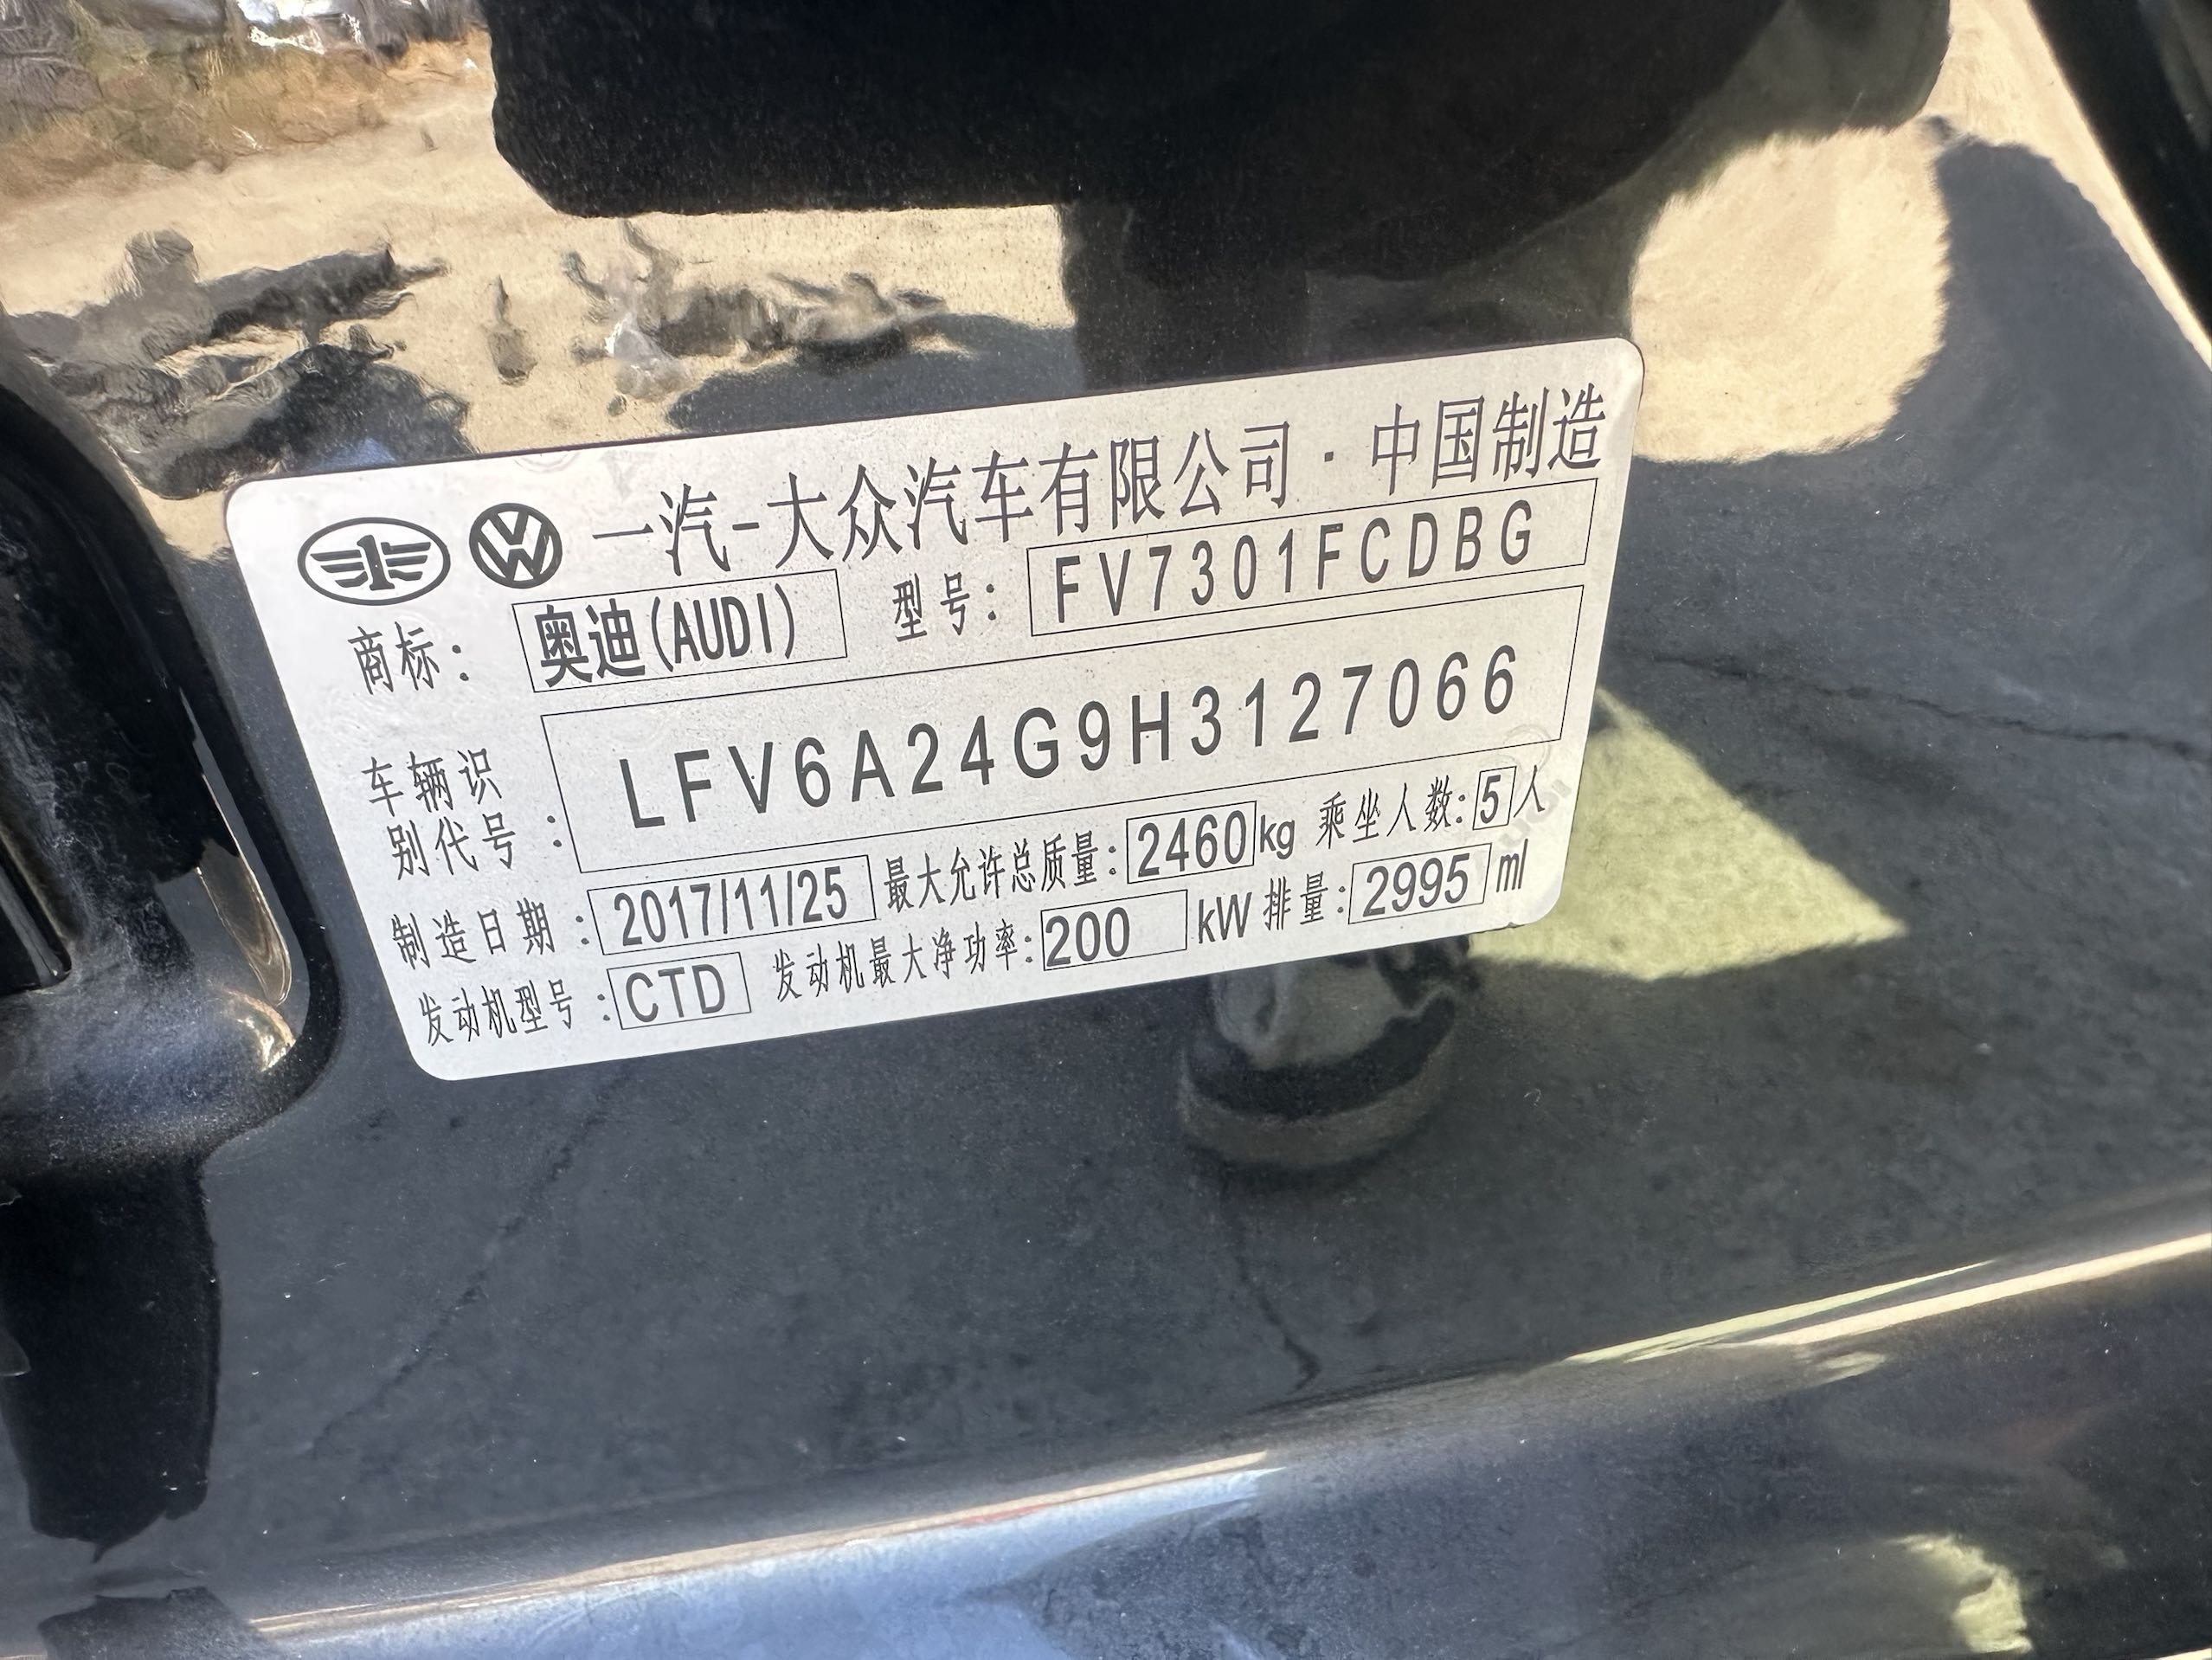 一汽-大众汽车有限公司·中国制造
商标: 奥迪(AUDI) 型号: FV7301FCDBG
车辆识别代号: LFV6A24G9H3127066
制造日期: 2017/11/25 最大允许总质量: 2460 kg 乘坐人数: 5 人
发动机型号: CTD 发动机最大净功率: 200 kW 排量: 2995 ml